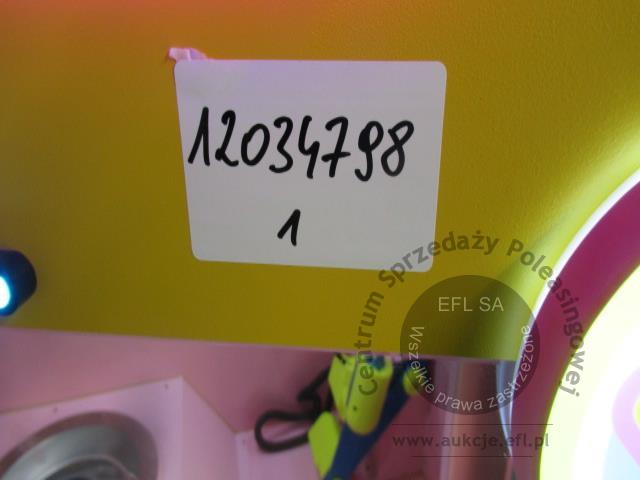 12034798
1
Centrum Sprzedaży Poleasingowej
EFL SA
Wszelkie prawa zastrzeżone
www.aukcje.efl.pl